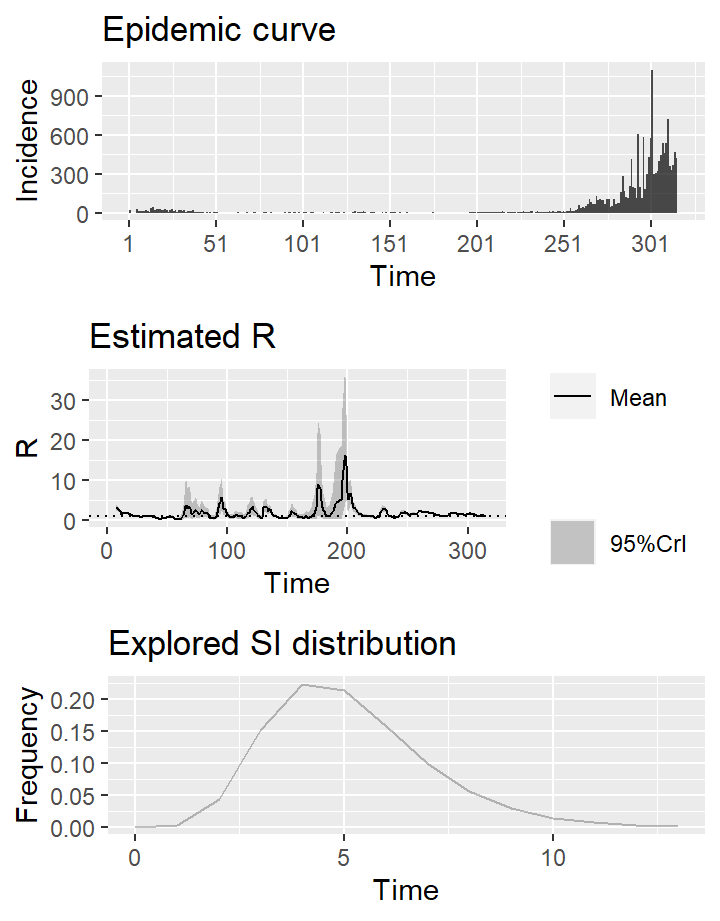 Epidemic curve
Incidence
900
600
300
0
1 51 101 151 201 251 301
Time
Estimated R
R
30
20
10
0
0 100 200 300
Time
Mean
95%CrI
Explored SI distribution
Frequency
0.20
0.15
0.10
0.05
0.00
0 5 10
Time